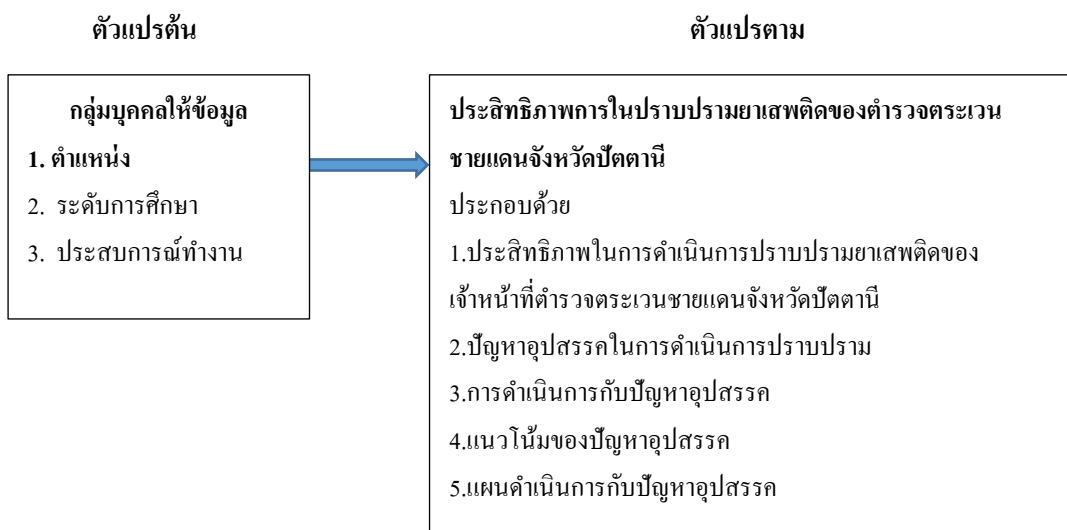 ตัวแปรต้น
ตัวแปรตาม
กลุ่มบุคคลให้ข้อมูล
1. ตำแหน่ง
2. ระดับการศึกษา
3. ประสบการณ์ทำงาน
ประสิทธิภาพการในปราบปรามยาเสพติดของตำรวจตระเวน
ชายแดนจังหวัดปัตตานี
ประกอบด้วย
1.ประสิทธิภาพในการดำเนินการปราบปรามยาเสพติดของ
เจ้าหน้าที่ตำรวจตระเวนชายแดนจังหวัดปัตตานี
2.ปัญหาอุปสรรคในการดำเนินการปราบปราม
3.การดำเนินการกับปัญหาอุปสรรค
4.แนวโน้มของปัญหาอุปสรรค
5.แผนดำเนินการกับปัญหาอุปสรรค